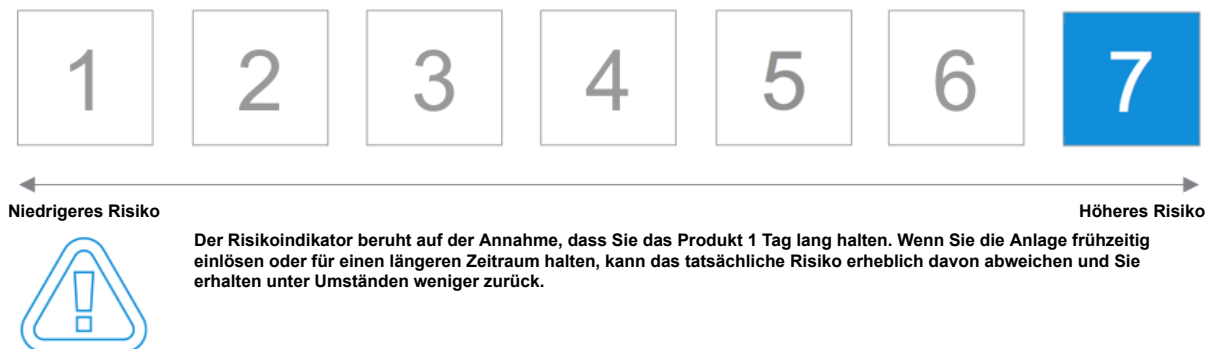 1 2 3 4 5 6 7
Niedrigeres Risiko Höheres Risiko
Der Risikoindikator beruht auf der Annahme, dass Sie das Produkt 1 Tag lang halten. Wenn Sie die Anlage frühzeitig
einlösen oder für einen längeren Zeitraum halten, kann das tatsächliche Risiko erheblich davon abweichen und Sie
erhalten unter Umständen weniger zurück.